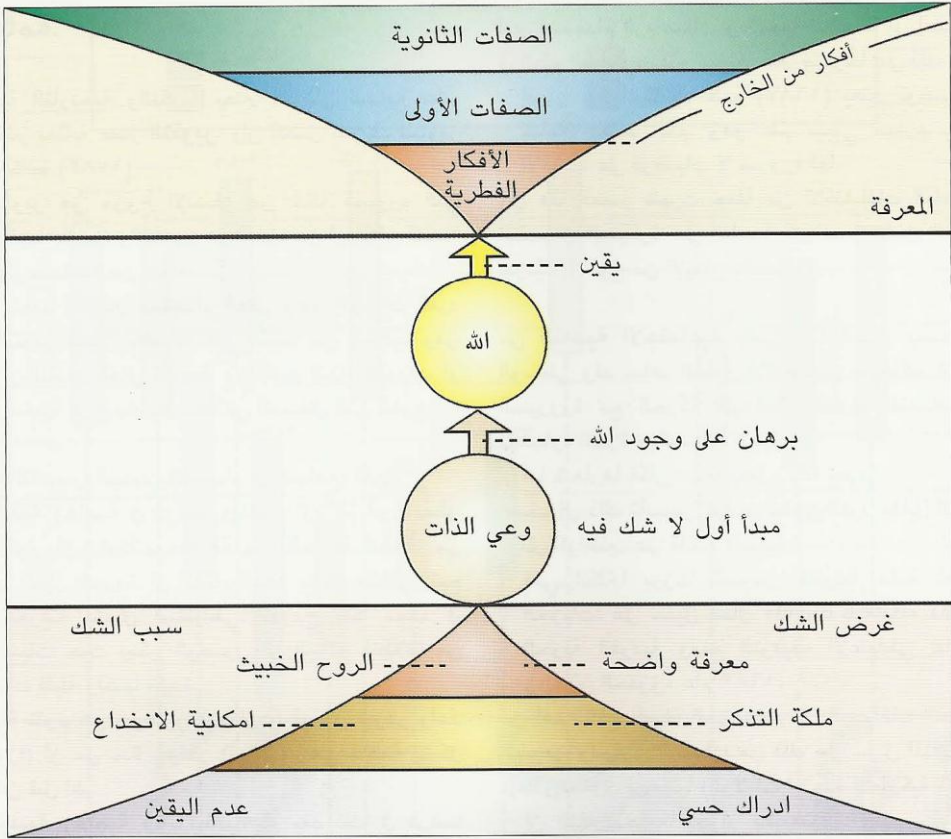 الصفات الثانوية
أفكار من الخارج
الصفات الأولى
الأفكار
الفطرية
المعرفة
يقين
الله
برهان على وجود الله
مبدأ أول لا شك فيه
وعي الذات
غرض الشك
سبب الشك
معرفة واضحة
الروح الخبيث
ملكة التذكر
امكانية الانخداع
ادراك حسي
عدم اليقين